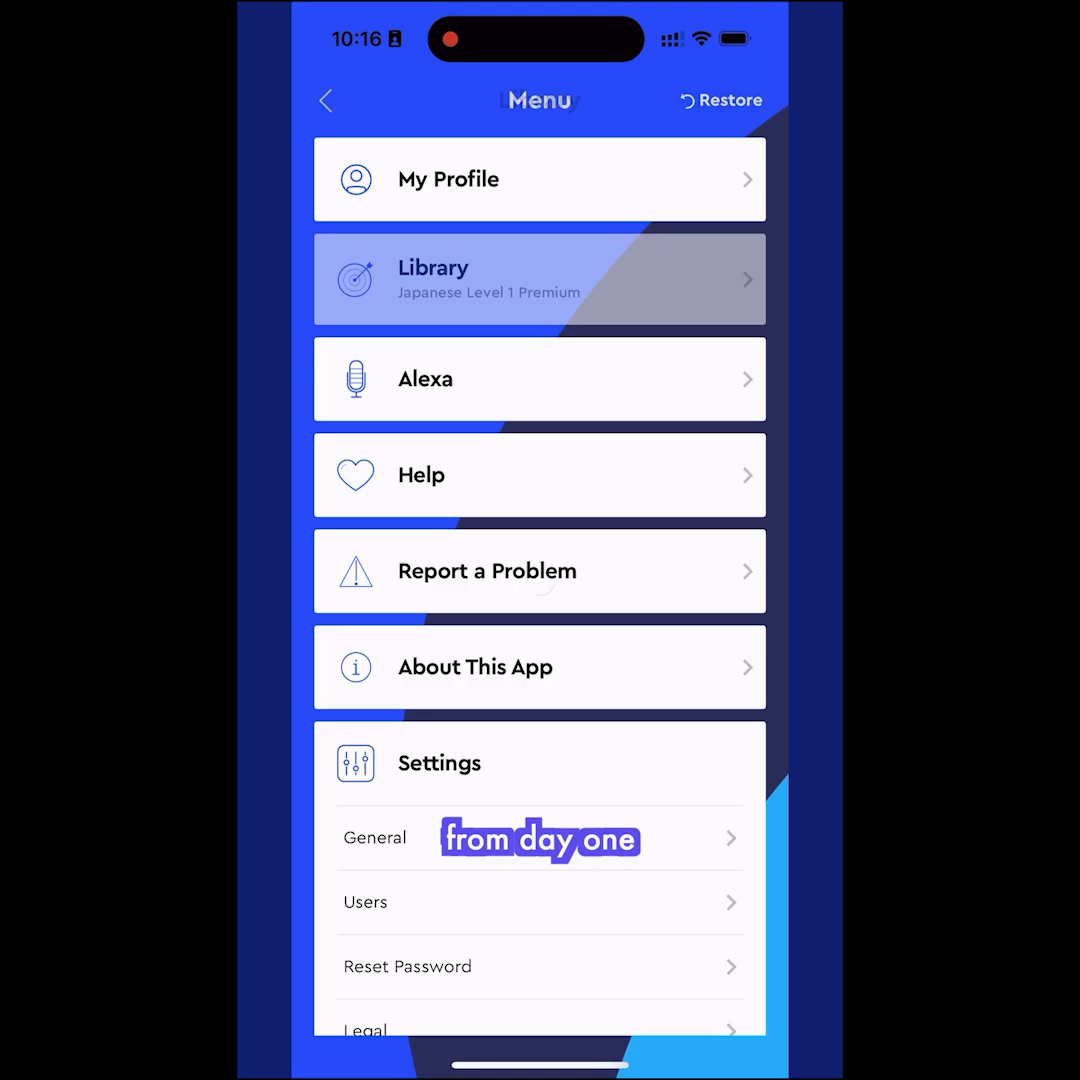 10:16
Menu
Restore
My Profile
Library
Japanese Level 1 Premium
Alexa
Help
Report a Problem
About This App
Settings
General
from day one
Users
Reset Password
Legal